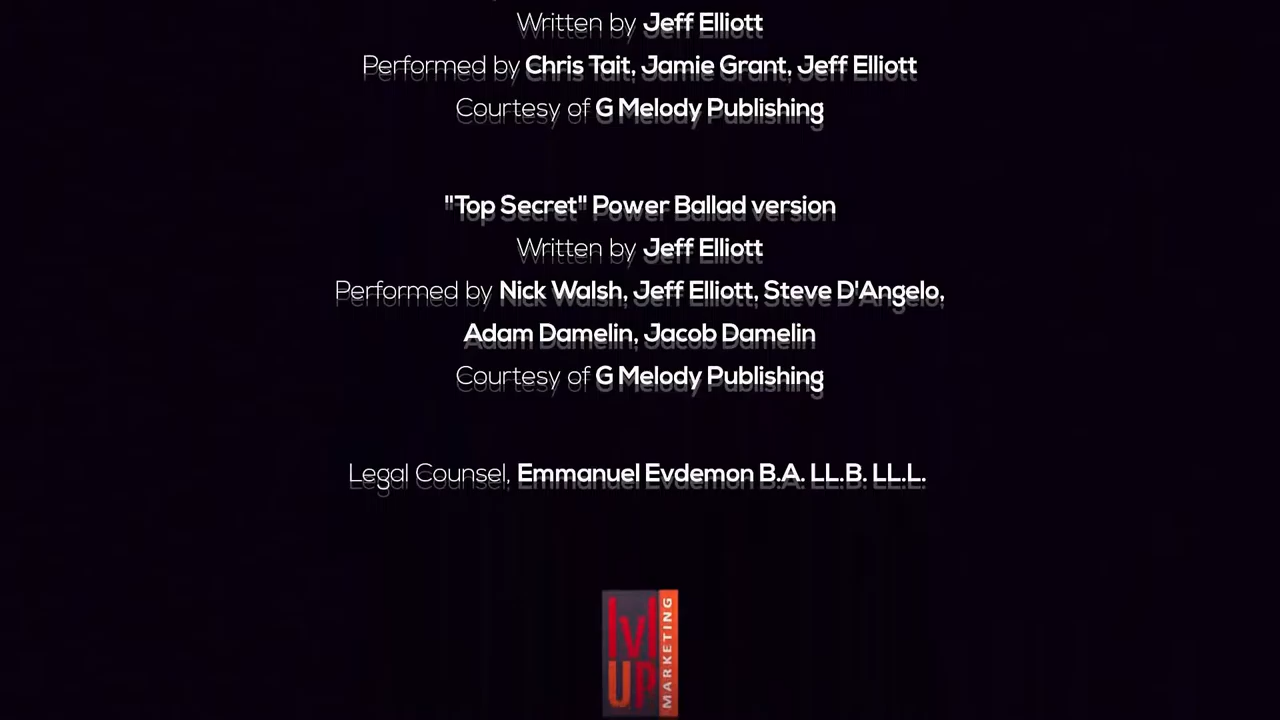 Written by Jeff Elliott
Performed by Chris Tait, Jamie Grant, Jeff Elliott
Courtesy of G Melody Publishing
"Top Secret" Power Ballad version
Written by Jeff Elliott
Performed by Nick Walsh, Jeff Elliott, Steve D'Angelo,
Adam Damelin, Jacob Damelin
Courtesy of G Melody Publishing
Legal Counsel, Emmanuel Evdemon B.A. LL.B. LL.L.
lvl
UP
MARKETING